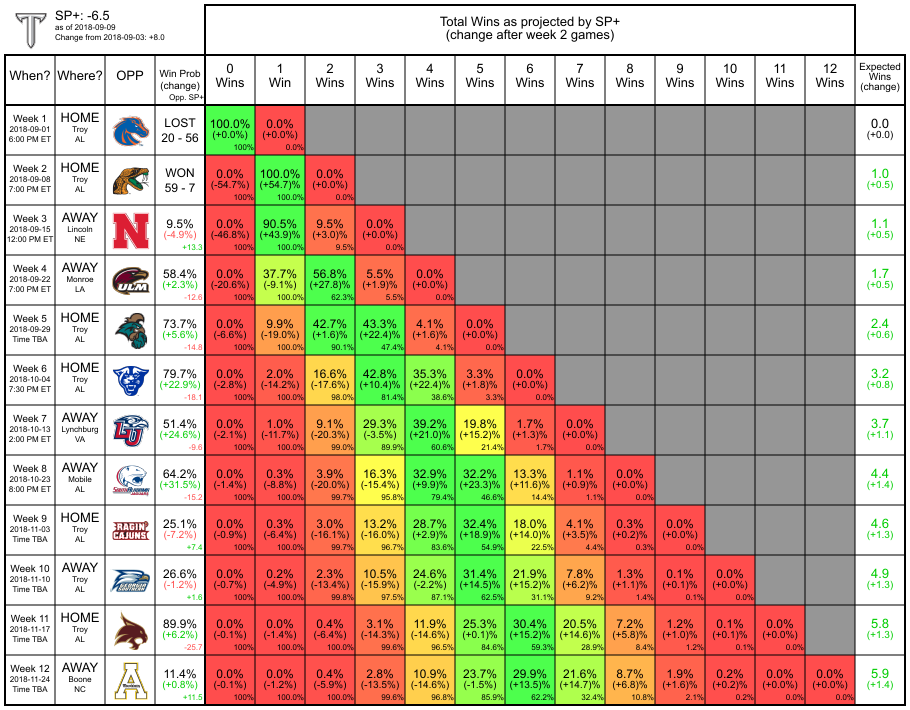 SP+: -6.5
as of 2018-09-09
Change from 2018-09-03: +8.0
Total Wins as projected by SP+
(change after week 2 games)
When? Where? OPP Win Prob (change) Opp. SP+ 0 Wins 1 Win 2 Wins 3 Wins 4 Wins 5 Wins 6 Wins 7 Wins 8 Wins 9 Wins 10 Wins 11 Wins 12 Wins Expected Wins (change)
Week 1 HOME LOST 100.0% 0.0% 0.0
2018-09-01 Troy 20 - 56 (+0.0%) (+0.0%) (+0.0)
6:00 PM ET AL 100% 0.0%
Week 2 HOME WON 0.0% 100.0% 0.0% 1.0
2018-09-08 Troy 59 - 7 (-54.7%) (+54.7)% (+0.0%) (+0.5)
7:00 PM ET AL 100% 100% 0.0%
Week 3 AWAY N 9.5% 0.0% 90.5% 9.5% 0.0% 1.1
2018-09-15 Lincoln (-4.9%) (-46.8%) (+43.9)% (+3.0)% (+0.0%) (+0.5)
12:00 PM ET NE +13.3 100% 100.0% 9.5% 0.0%
Week 4 AWAY ULM 58.4% 0.0% 37.7% 56.8% 5.5% 0.0% 1.7
2018-09-22 Monroe (+2.3%) (-20.6%) (-9.1%) (+27.8)% (+1.9)% (+0.0%) (+0.5)
7:00 PM ET LA -12.6 100% 100.0% 62.3% 5.5% 0.0%
Week 5 HOME 73.7% 0.0% 9.9% 42.7% 43.3% 4.1% 0.0% 2.4
2018-09-29 Troy (+5.6%) (-6.6%) (-19.0%) (+1.6)% (+22.4)% (+1.6)% (+0.0%) (+0.6)
Time TBA AL -14.8 100% 100.0% 90.1% 47.4% 4.1% 0.0%
Week 6 HOME 79.7% 0.0% 2.0% 16.6% 42.8% 35.3% 3.3% 0.0% 3.2
2018-10-04 Troy (+22.9%) (-2.8%) (-14.2%) (-17.6%) (+10.4)% (+22.4)% (+1.8)% (+0.0%) (+0.8)
7:30 PM ET AL -18.1 100% 100.0% 98.0% 81.4% 38.6% 3.3% 0.0%
Week 7 AWAY LU 51.4% 0.0% 1.0% 9.1% 29.3% 39.2% 19.8% 1.7% 0.0% 3.7
2018-10-13 Lynchburg (+24.6%) (-2.1%) (-11.7%) (-20.3%) (-3.5%) (+21.0)% (+15.2)% (+1.3)% (+0.0%) (+1.1)
2:00 PM ET VA -9.6 100% 100.0% 99.0% 89.9% 60.6% 21.4% 1.7% 0.0%
Week 8 AWAY 64.2% 0.0% 0.3% 3.9% 16.3% 32.9% 32.2% 13.3% 1.1% 0.0% 4.4
2018-10-23 Mobile SOUTH ALABAMA (+31.5%) (-1.4%) (-8.8%) (-20.0%) (-15.4%) (+9.9)% (+23.3)% (+11.6)% (+0.9)% (+0.0%) (+1.4)
8:00 PM ET AL JAGUARS -15.2 100% 100.0% 99.7% 95.8% 79.4% 46.6% 14.4% 1.1% 0.0%
Week 9 HOME RAGIN' 25.1% 0.0% 0.3% 3.0% 13.2% 28.7% 32.4% 18.0% 4.1% 0.3% 0.0% 4.6
2018-11-03 Troy CAJUNS (-7.2%) (-0.9%) (-6.4%) (-16.1%) (-16.0%) (+2.9)% (+18.9)% (+14.0)% (+3.5)% (+0.2)% (+0.0%) (+1.3)
Time TBA AL +7.4 100% 100.0% 99.7% 96.7% 83.6% 54.9% 22.5% 4.4% 0.3% 0.0%
Week 10 AWAY 26.6% 0.0% 0.2% 2.3% 10.5% 24.6% 31.4% 21.9% 7.8% 1.3% 0.1% 0.0% 4.9
2018-11-10 Troy GEORGIA SOUTHERN (-1.2%) (-0.7%) (-4.9%) (-13.4%) (-15.9%) (-2.2%) (+14.5)% (+15.2)% (+6.2)% (+1.1)% (+0.1)% (+0.0%) (+1.3)
Time TBA AL +1.6 100% 100.0% 99.8% 97.5% 87.1% 62.5% 31.1% 9.2% 1.4% 0.1% 0.0%
Week 11 HOME 89.9% 0.0% 0.0% 0.4% 3.1% 11.9% 25.3% 30.4% 20.5% 7.2% 1.2% 0.1% 0.0% 5.8
2018-11-17 Troy (+6.2%) (-0.1%) (-1.4%) (-6.4%) (-14.3%) (-14.6%) (+0.1)% (+15.2)% (+14.6)% (+5.8)% (+1.0)% (+0.1)% (+0.0%) (+1.3)
Time TBA AL -25.7 100% 100.0% 100.0% 99.6% 96.5% 84.6% 59.3% 28.9% 8.4% 1.2% 0.1% 0.0%
Week 12 AWAY A 11.4% 0.0% 0.0% 0.4% 2.8% 10.9% 23.7% 29.9% 21.6% 8.7% 1.9% 0.2% 0.0% 0.0% 5.9
2018-11-24 Boone (+0.8%) (-0.1%) (-1.2%) (-5.9%) (-13.5%) (-14.6%) (-1.5%) (+13.5)% (+14.7)% (+6.8)% (+1.6)% (+0.2)% (+0.0%) (+0.0%) (+1.4)
Time TBA NC +11.5 100% 100.0% 100.0% 99.6% 96.8% 85.9% 62.2% 32.4% 10.8% 2.1% 0.2% 0.0% 0.0%